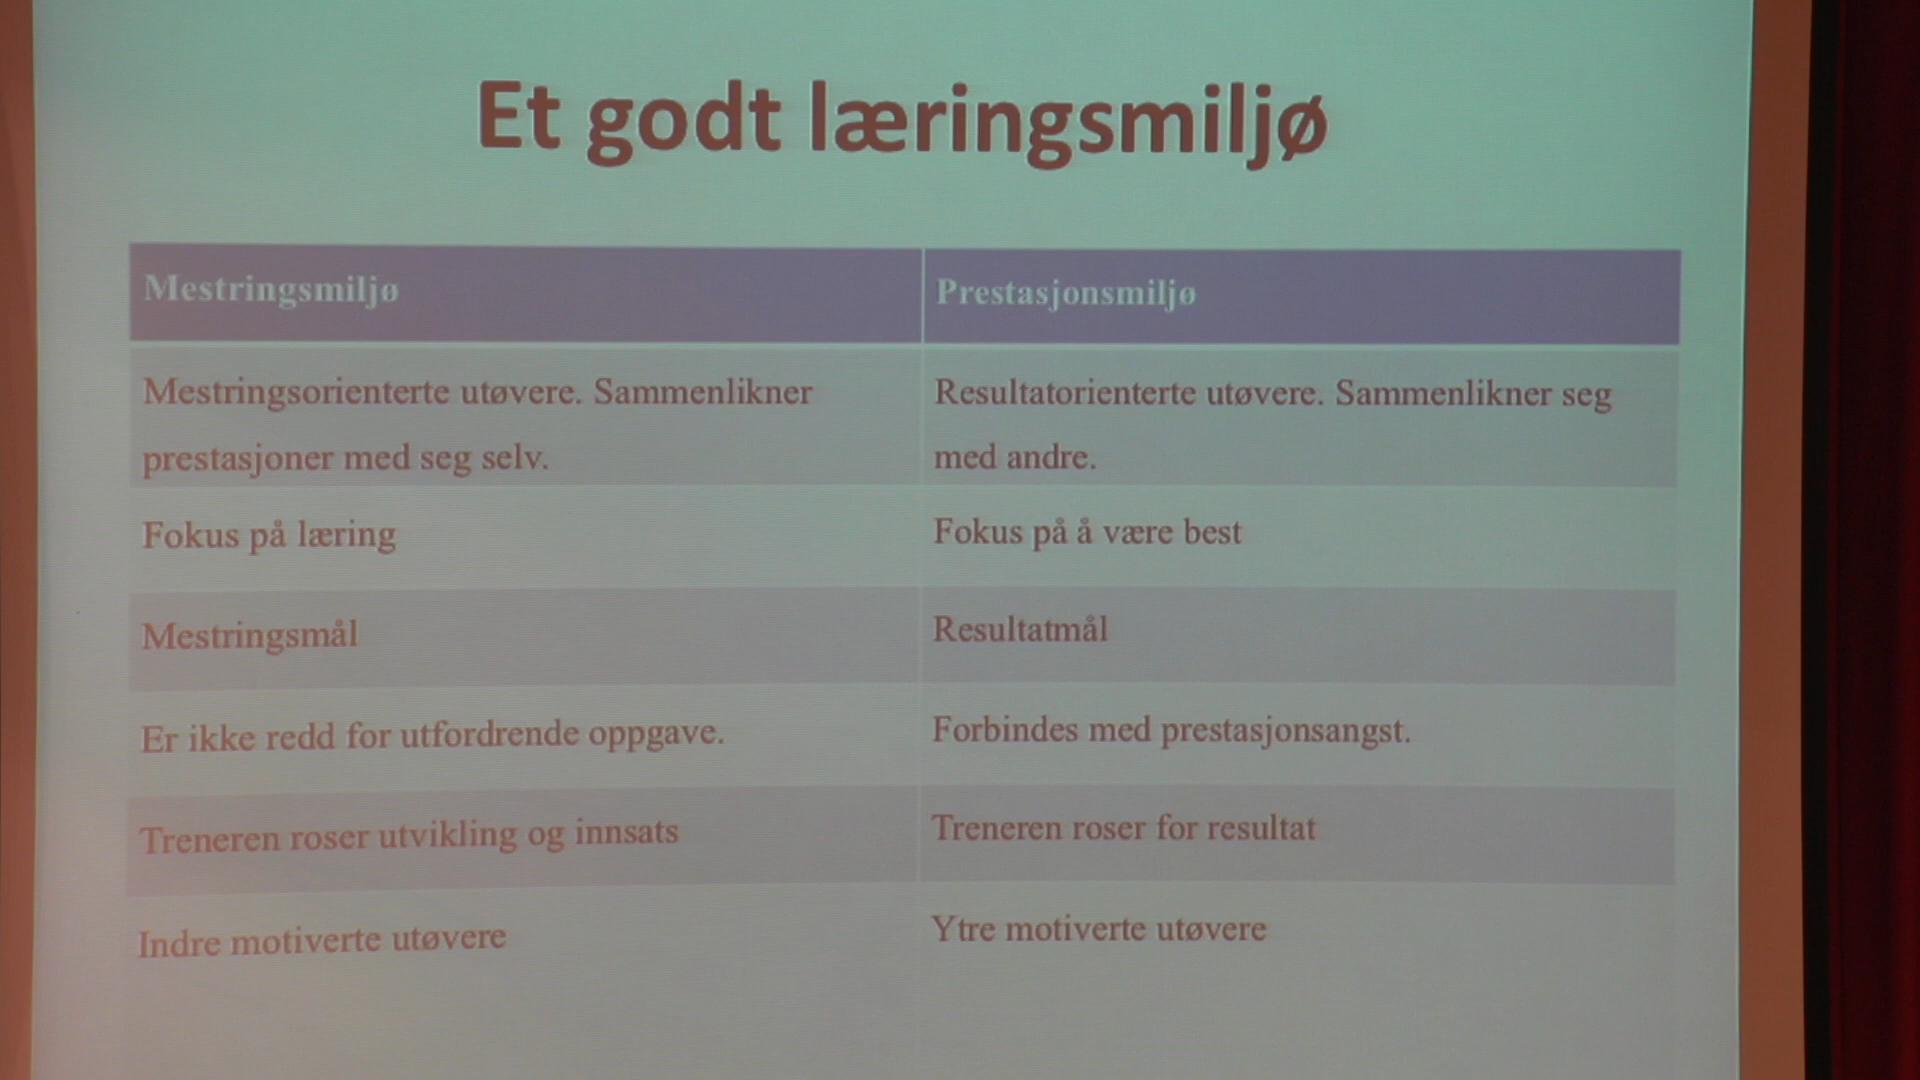 Et godt læringsmiljø
Mestringsmiljø
Prestasjonsmiljø
Mestringsorienterte utøvere. Sammenlikner
prestasjoner med seg selv.
Resultatorienterte utøvere. Sammenlikner seg
med andre.
Fokus på læring
Fokus på å være best
Mestringsmål
Resultatmål
Er ikke redd for utfordrende oppgave.
Forbindes med prestasjonsangst.
Treneren roser utvikling og innsats
Treneren roser for resultat
Indre motiverte utøvere
Ytre motiverte utøvere